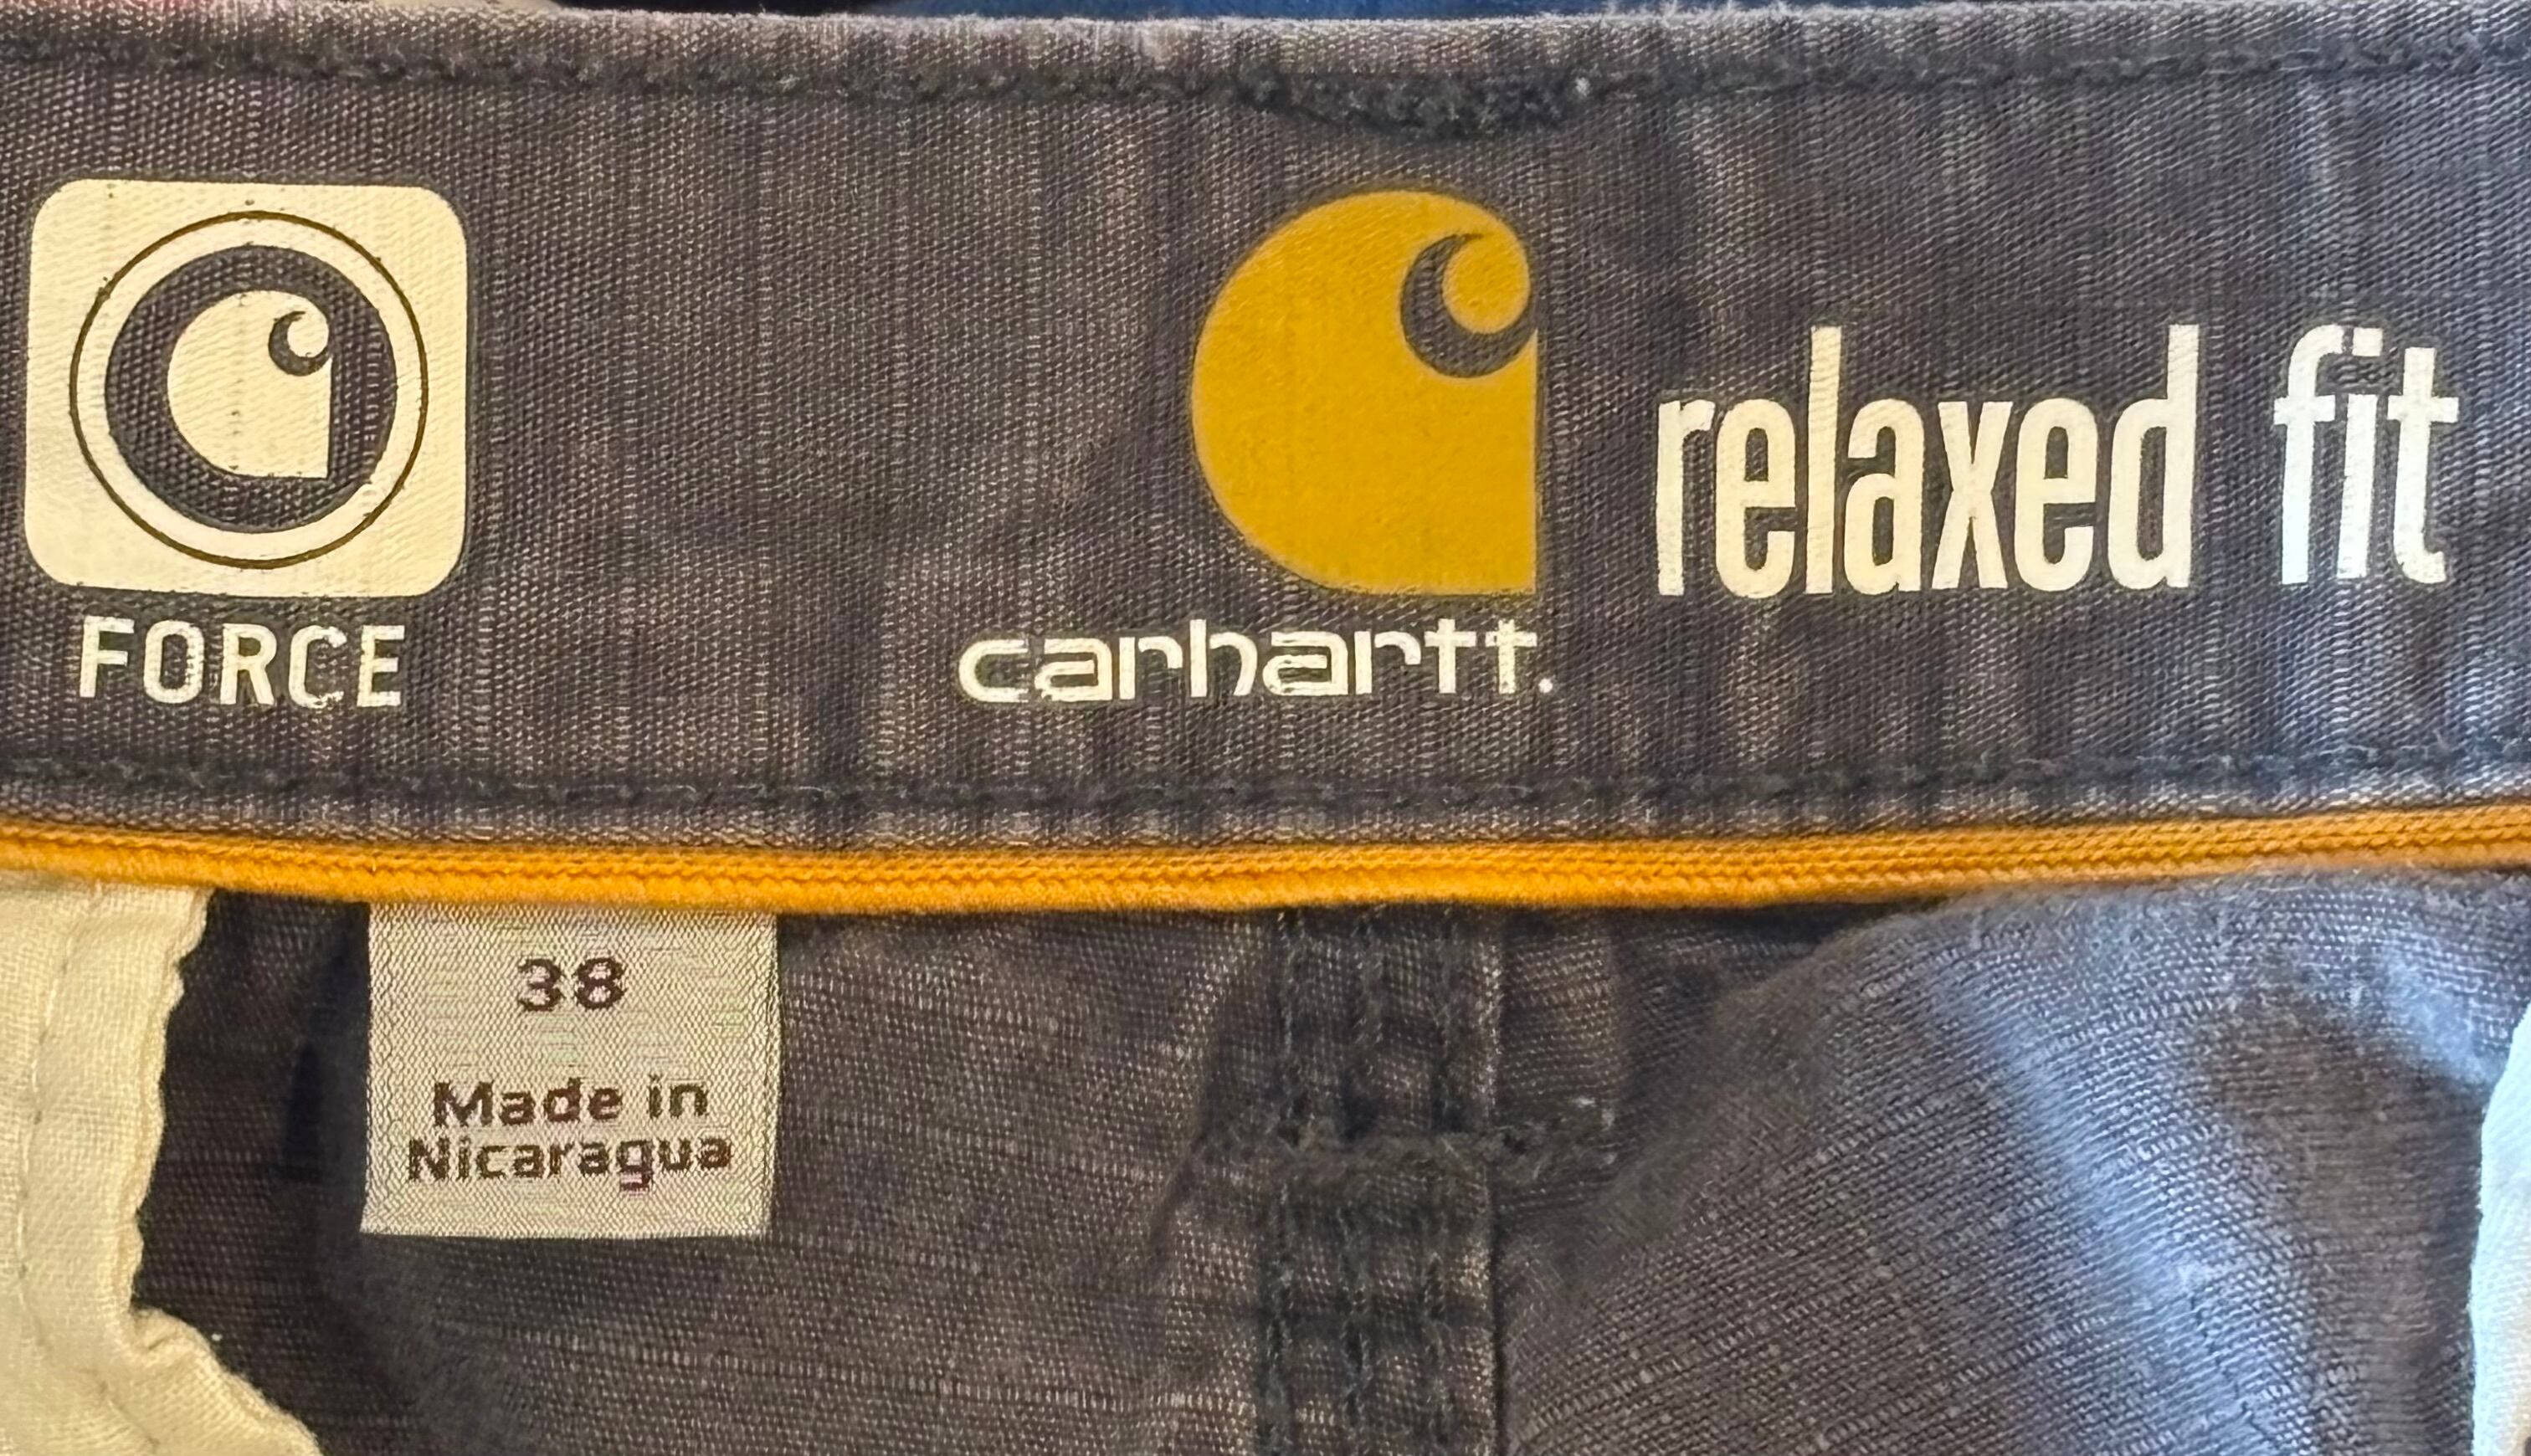 FORCE
carhartt.
relaxed fit
38
Made in
Nicaragua